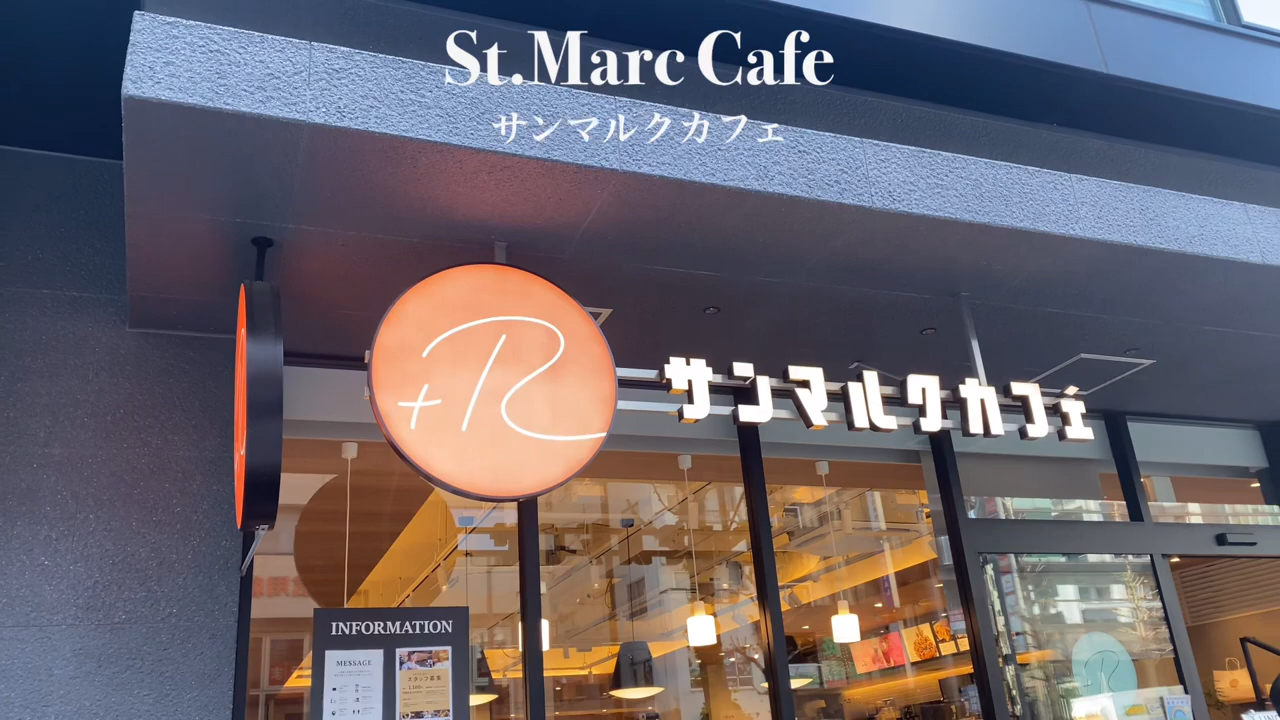 St.Marc Cafe
サンマルクカフェ
+R
サンマルクカフェ
INFORMATION
MESSAGE
スタッフ募集
R